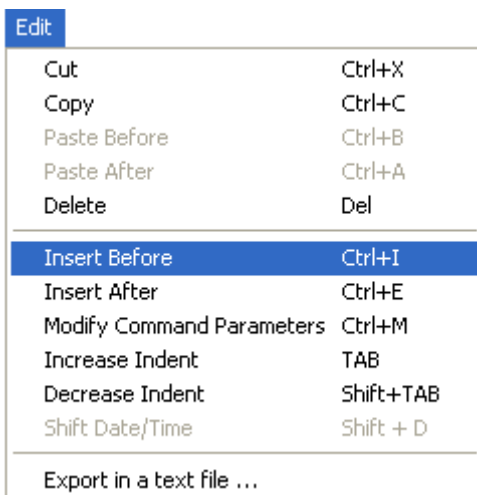 Edit
Cut Ctrl+X
Copy Ctrl+C
Paste Before Ctrl+B
Paste After Ctrl+A
Delete Del
Insert Before Ctrl+I
Insert After Ctrl+E
Modify Command Parameters Ctrl+M
Increase Indent TAB
Decrease Indent Shift+TAB
Shift Date/Time Shift + D
Export in a text file ...